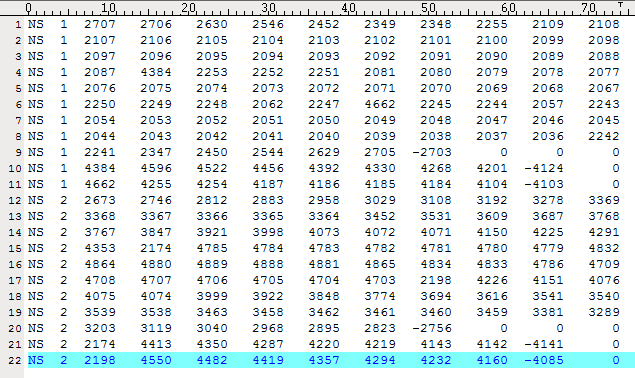 0 10 20 30 40 50 60 70 T
1 NS 1 2707 2706 2630 2546 2452 2349 2348 2255 2109 2108
2 NS 1 2107 2106 2105 2104 2103 2102 2101 2100 2099 2098
3 NS 1 2097 2096 2095 2094 2093 2092 2091 2090 2089 2088
4 NS 1 2087 4384 2253 2252 2251 2081 2080 2079 2078 2077
5 NS 1 2076 2075 2074 2073 2072 2071 2070 2069 2068 2067
6 NS 1 2250 2249 2248 2062 2247 4662 2245 2244 2057 2243
7 NS 1 2054 2053 2052 2051 2050 2049 2048 2047 2046 2045
8 NS 1 2044 2043 2042 2041 2040 2039 2038 2037 2036 2242
9 NS 1 2241 2347 2450 2544 2629 2705 -2703 0 0 0
10 NS 1 4384 4596 4522 4456 4392 4330 4268 4201 -4124 0
11 NS 1 4662 4255 4254 4187 4186 4185 4184 4104 -4103 0
12 NS 2 2673 2746 2812 2883 2958 3029 3108 3192 3278 3369
13 NS 2 3368 3367 3366 3365 3364 3452 3531 3609 3687 3768
14 NS 2 3767 3847 3921 3998 4073 4072 4071 4150 4225 4291
15 NS 2 4353 2174 4785 4784 4783 4782 4781 4780 4779 4832
16 NS 2 4864 4880 4889 4888 4881 4865 4834 4833 4786 4709
17 NS 2 4708 4707 4706 4705 4704 4703 2198 4226 4151 4076
18 NS 2 4075 4074 3999 3922 3848 3774 3694 3616 3541 3540
19 NS 2 3539 3538 3463 3458 3462 3461 3460 3459 3381 3289
20 NS 2 3203 3119 3040 2968 2895 2823 -2756 0 0 0
21 NS 2 2174 4413 4350 4287 4220 4219 4143 4142 -4141 0
22 NS 2 2198 4550 4482 4419 4357 4294 4232 4160 -4085 0